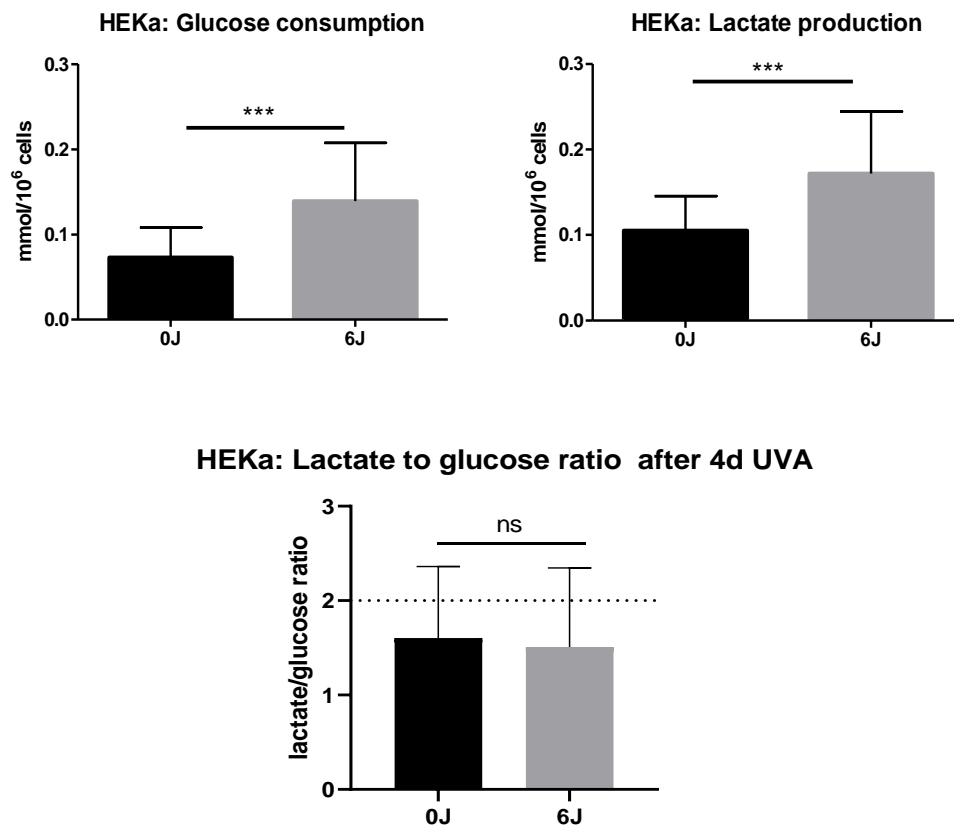 HEKa: Glucose consumption
mmol/10⁶ cells
0.3
0.2
0.1
0.0
***
0J
6J
HEKa: Lactate production
mmol/10⁶ cells
0.3
0.2
0.1
0.0
***
0J
6J
HEKa: Lactate to glucose ratio after 4d UVA
lactate/glucose ratio
3
2
1
0
ns
0J
6J